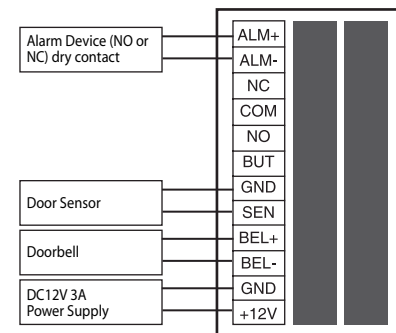 Alarm Device (NO or
NC) dry contact
Door Sensor
Doorbell
DC12V 3A
Power Supply
ALM+
ALM-
NC
COM
NO
BUT
GND
SEN
BEL+
BEL-
GND
+12V